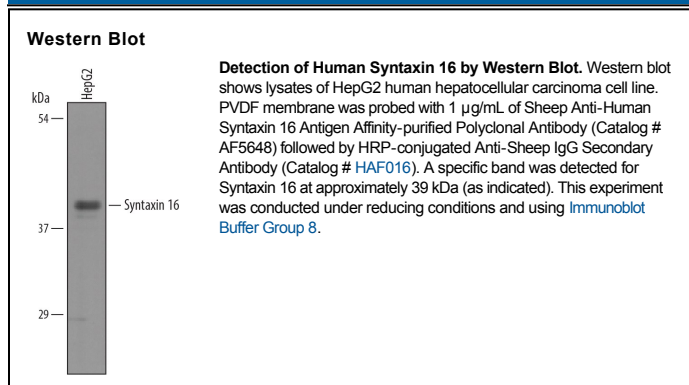 Western Blot
HepG2
kDa
54
Syntaxin 16
37
29
Detection of Human Syntaxin 16 by Western Blot. Western blot
shows lysates of HepG2 human hepatocellular carcinoma cell line.
PVDF membrane was probed with 1 µg/mL of Sheep Anti-Human
Syntaxin 16 Antigen Affinity-purified Polyclonal Antibody (Catalog #
AF5648) followed by HRP-conjugated Anti-Sheep IgG Secondary
Antibody (Catalog # HAF016). A specific band was detected for
Syntaxin 16 at approximately 39 kDa (as indicated). This experiment
was conducted under reducing conditions and using Immunoblot
Buffer Group 8.